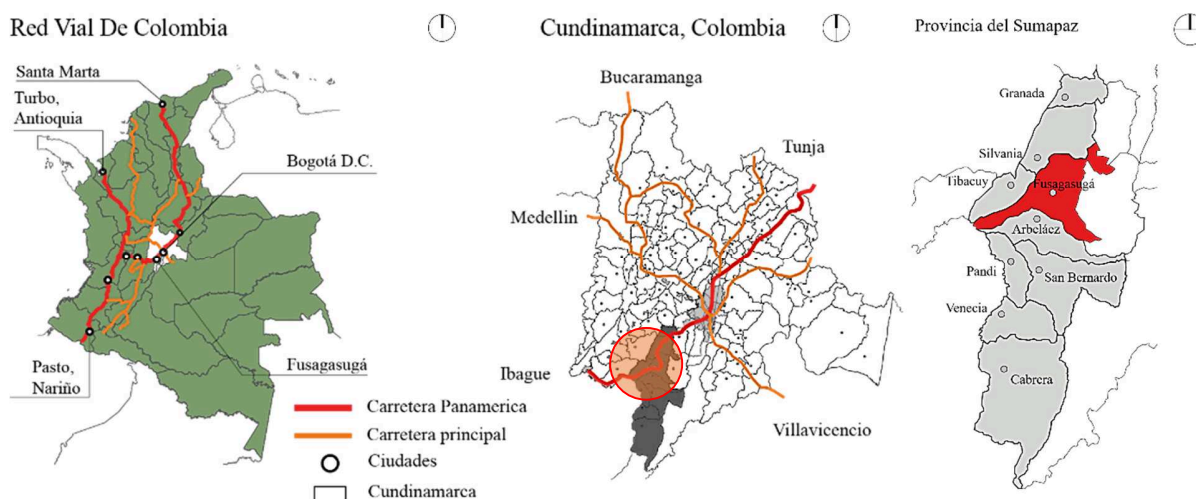 Red Vial De Colombia
Santa Marta
Turbo,
Antioquia
Bogotá D.C.
Pasto,
Nariño
Fusagasugá
Carretera Panamerica
Carretera principal
Ciudades
Cundinamarca
Cundinamarca, Colombia
Bucaramanga
Tunja
Medellin
Ibague
Villavicencio
Provincia del Sumapaz
Granada
Silvania
Tibacuy
Fusagasugá
Arbeláez
Pandi
San Bernardo
Venecia
Cabrera